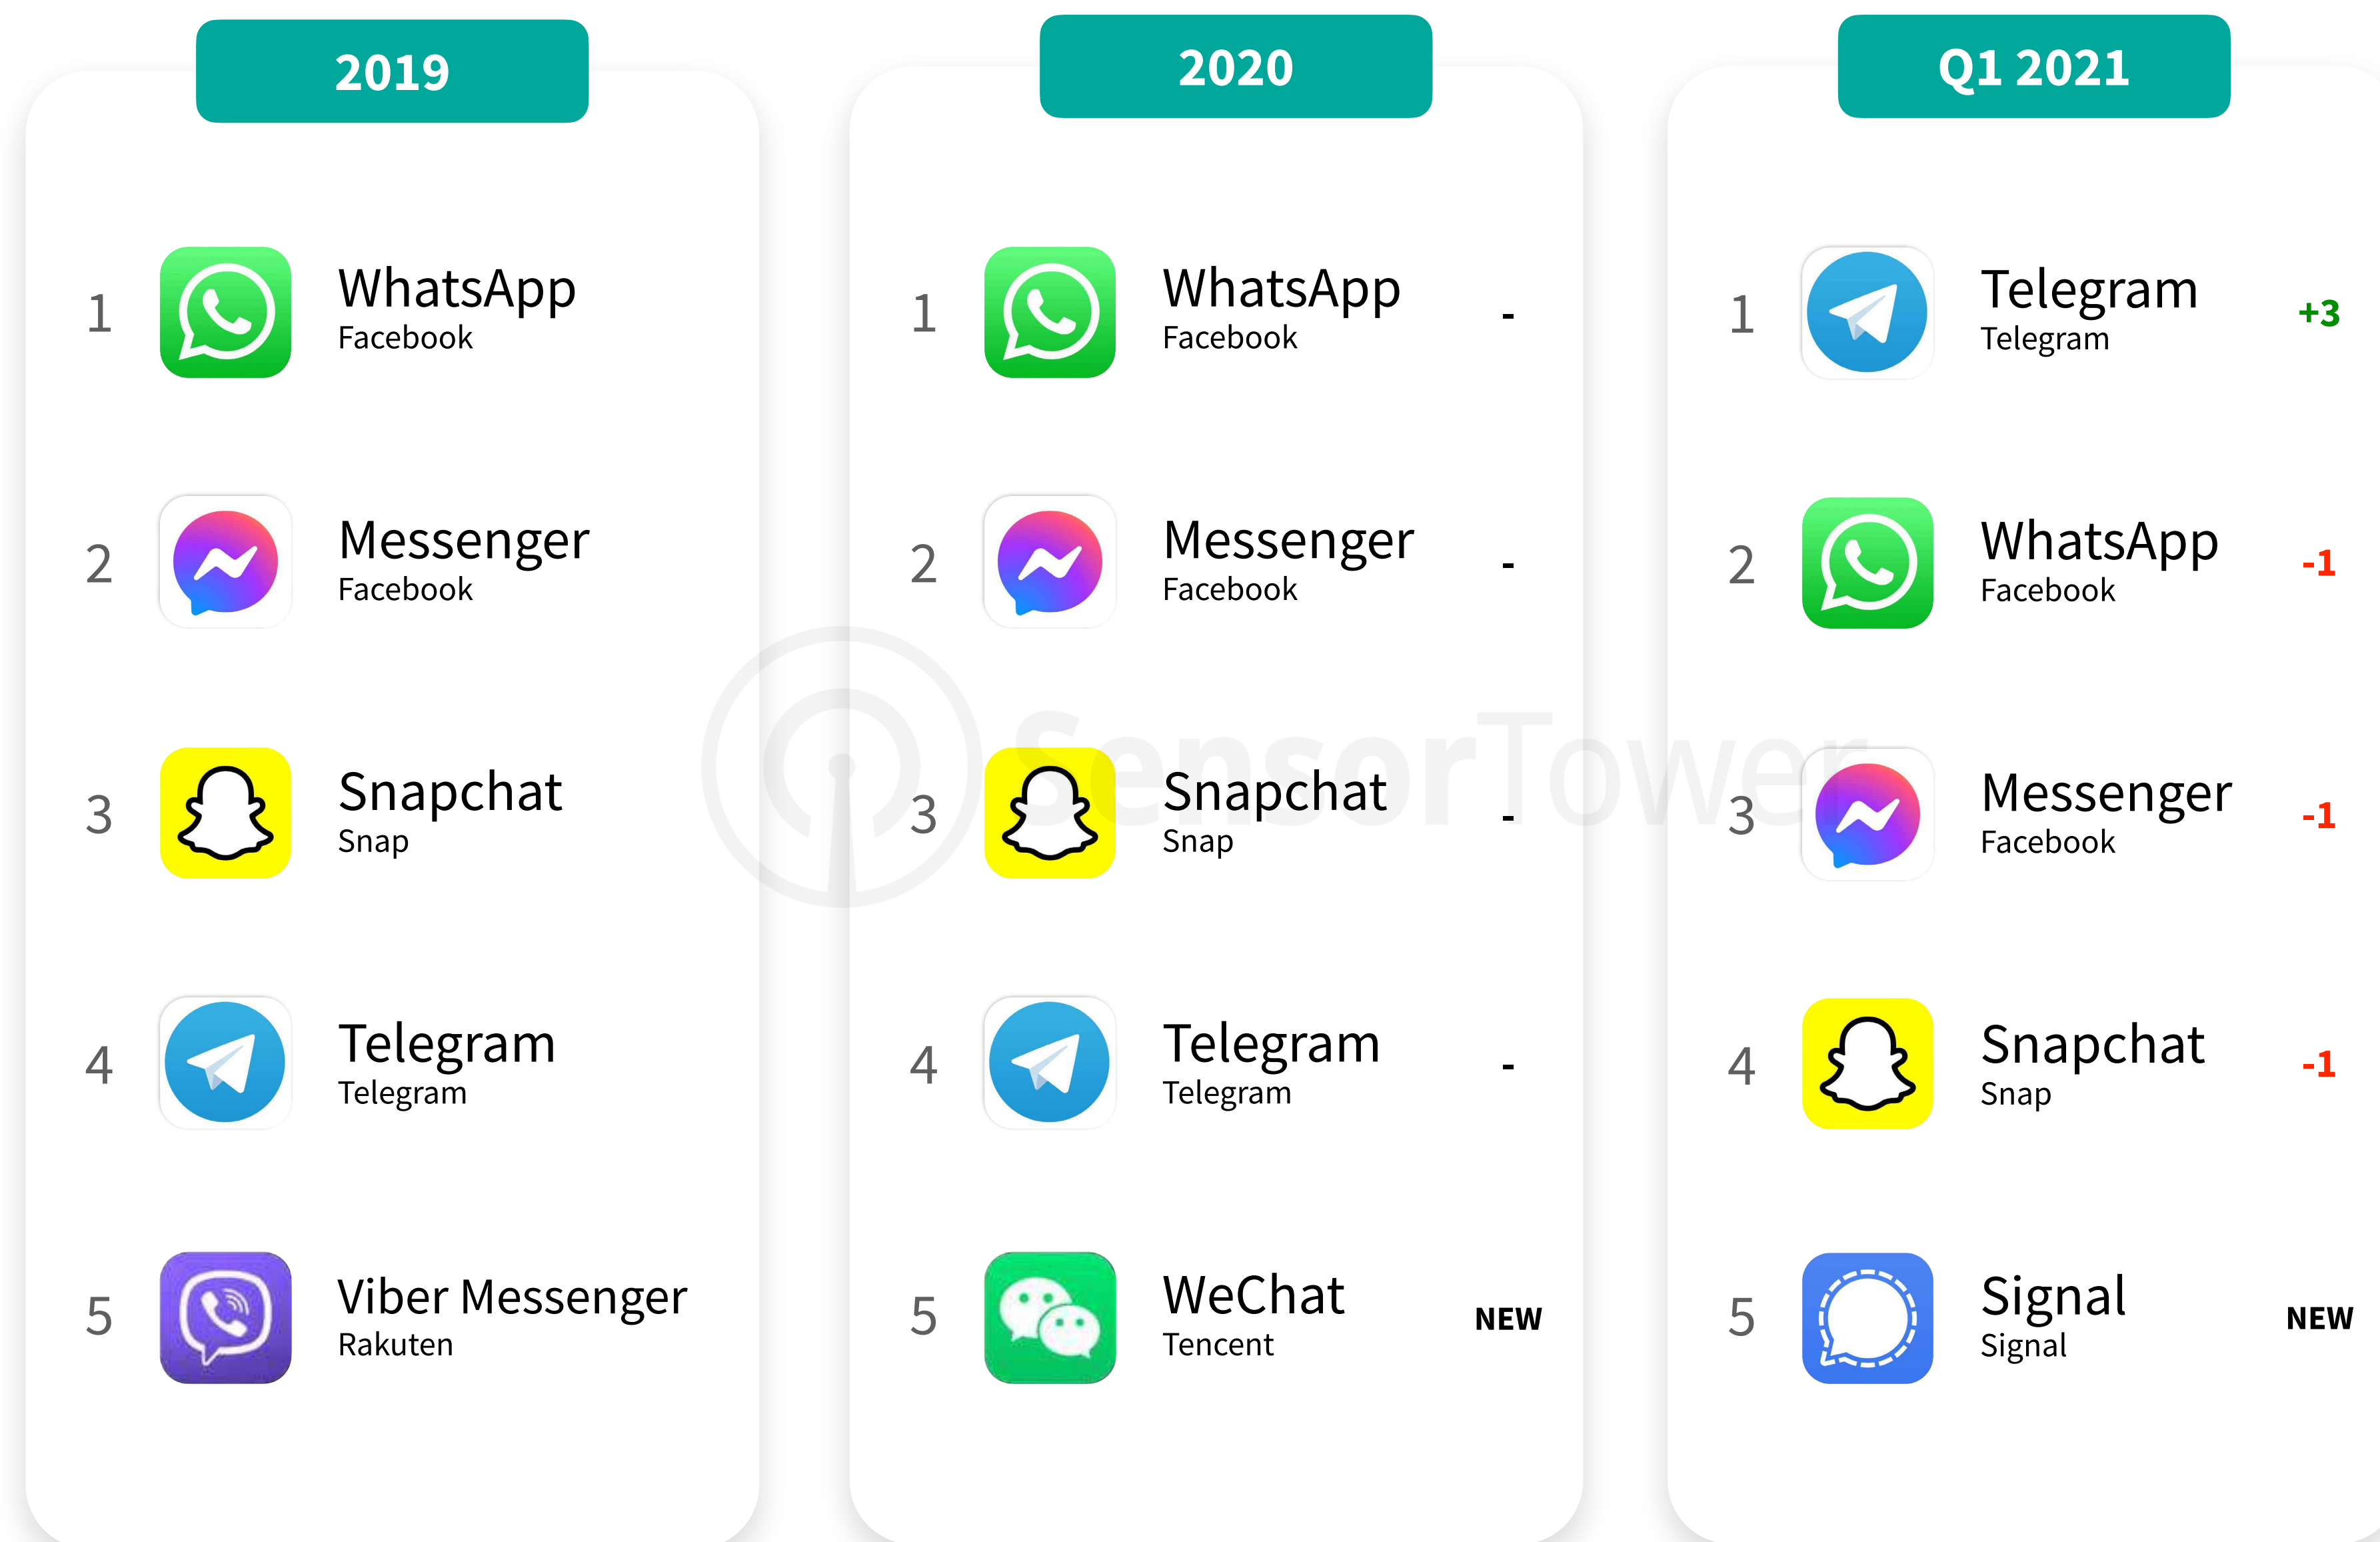 2019
1
WhatsApp
Facebook
2
Messenger
Facebook
3
Snapchat
Snap
4
Telegram
Telegram
5
Viber Messenger
Rakuten
2020
1
WhatsApp
Facebook
-
2
Messenger
Facebook
-
3
Snapchat
Snap
-
4
Telegram
Telegram
-
5
WeChat
Tencent
NEW
Q1 2021
1
Telegram
Telegram
+3
2
WhatsApp
Facebook
-1
3
Messenger
Facebook
-1
4
Snapchat
Snap
-1
5
Signal
Signal
NEW
SensorTower